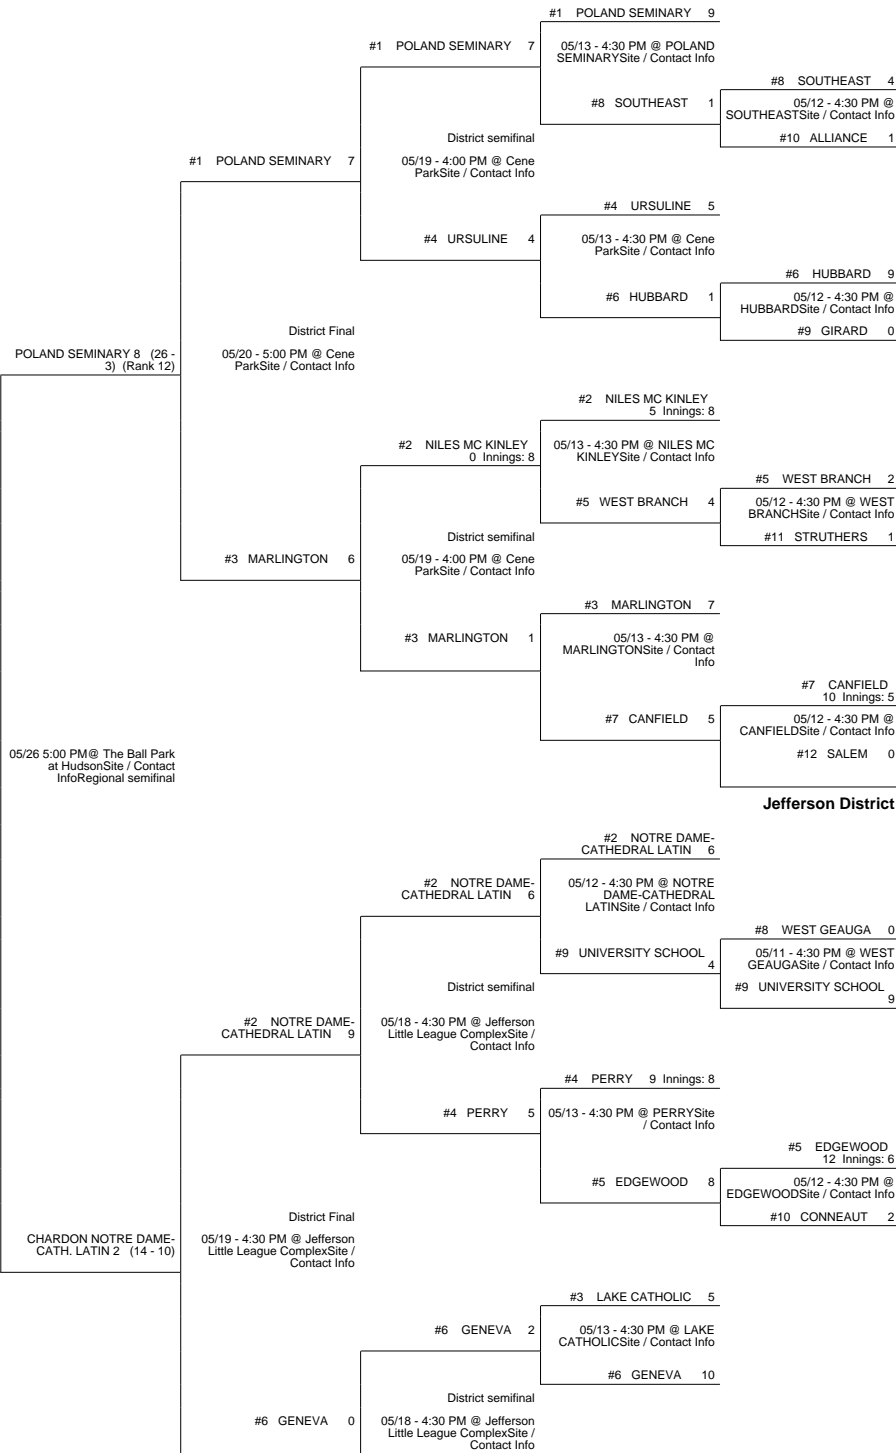 #1 POLAND SEMINARY 9
#1 POLAND SEMINARY 7
05/13 - 4:30 PM @ POLAND
SEMINARYSite / Contact Info
#8 SOUTHEAST 4
#8 SOUTHEAST 1
05/12 - 4:30 PM @
SOUTHEASTSite / Contact Info
District semifinal
#10 ALLIANCE 1
#1 POLAND SEMINARY 7
05/19 - 4:00 PM @ Cene
ParkSite / Contact Info
#4 URSULINE 5
#4 URSULINE 4
05/13 - 4:30 PM @ Cene
ParkSite / Contact Info
#6 HUBBARD 9
#6 HUBBARD 1
05/12 - 4:30 PM @
HUBBARDSite / Contact Info
District Final
#9 GIRARD 0
POLAND SEMINARY 8 (26 -
3) (Rank 12)
05/20 - 5:00 PM @ Cene
ParkSite / Contact Info
#2 NILES MC KINLEY
5 Innings: 8
#2 NILES MC KINLEY
0 Innings: 8
05/13 - 4:30 PM @ NILES MC
KINLEYSite / Contact Info
#5 WEST BRANCH 2
#5 WEST BRANCH 4
05/12 - 4:30 PM @ WEST
BRANCHSite / Contact Info
District semifinal
#11 STRUTHERS 1
#3 MARLINGTON 6
05/19 - 4:00 PM @ Cene
ParkSite / Contact Info
#3 MARLINGTON 7
#3 MARLINGTON 1
05/13 - 4:30 PM @
MARLINGTONSite / Contact
Info
#7 CANFIELD
10 Innings: 5
#7 CANFIELD 5
05/12 - 4:30 PM @
CANFIELDSite / Contact Info
05/26 5:00 PM@ The Ball Park
at HudsonSite / Contact
InfoRegional semifinal
#12 SALEM 0
Jefferson District
#2 NOTRE DAME-
CATHEDRAL LATIN 6
#2 NOTRE DAME-
CATHEDRAL LATIN 6
05/12 - 4:30 PM @ NOTRE
DAME-CATHEDRAL
LATINSite / Contact Info
#8 WEST GEAUGA 0
#9 UNIVERSITY SCHOOL
4
05/11 - 4:30 PM @ WEST
GEAUGASite / Contact Info
District semifinal
#9 UNIVERSITY SCHOOL
9
#2 NOTRE DAME-
CATHEDRAL LATIN 9
05/18 - 4:30 PM @ Jefferson
Little League ComplexSite /
Contact Info
#4 PERRY 9 Innings: 8
#4 PERRY 5
05/13 - 4:30 PM @ PERRYSite
/ Contact Info
#5 EDGEWOOD
12 Innings: 6
#5 EDGEWOOD 8
05/12 - 4:30 PM @
EDGEWOODSite / Contact Info
District Final
#10 CONNEAUT 2
CHARDON NOTRE DAME-
CATH. LATIN 2 (14 - 10)
05/19 - 4:30 PM @ Jefferson
Little League ComplexSite /
Contact Info
#3 LAKE CATHOLIC 5
#6 GENEVA 2
05/13 - 4:30 PM @ LAKE
CATHOLICSite / Contact Info
#6 GENEVA 10
District semifinal
#6 GENEVA 0
05/18 - 4:30 PM @ Jefferson
Little League ComplexSite /
Contact Info